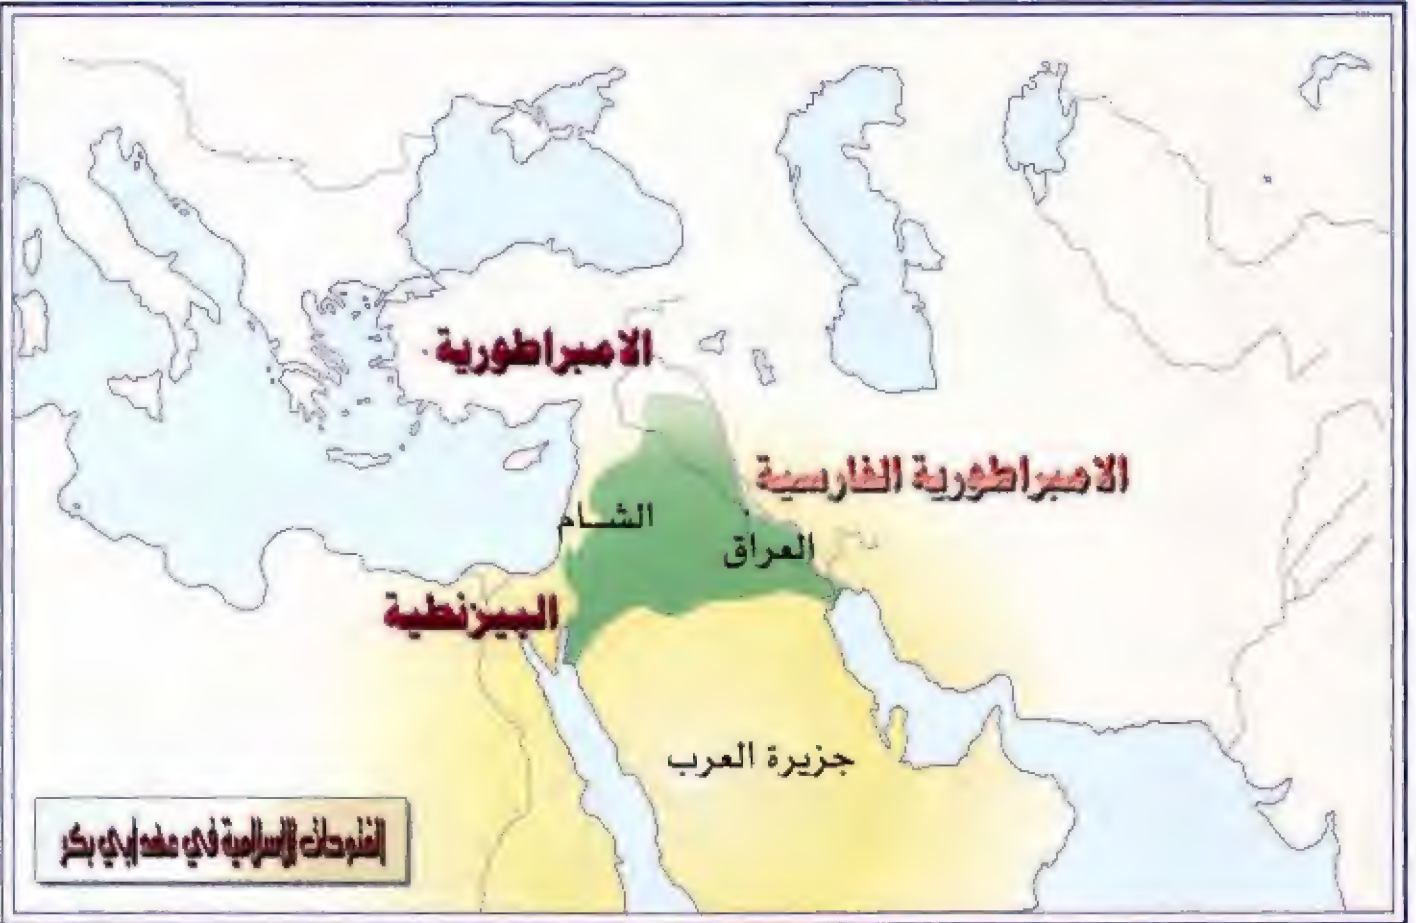 الامبراطورية
الامبراطورية الفارسية
الشام
العراق
البيزنطية
جزيرة العرب
الفتوحات الإسلامية في عهد أبي بكر